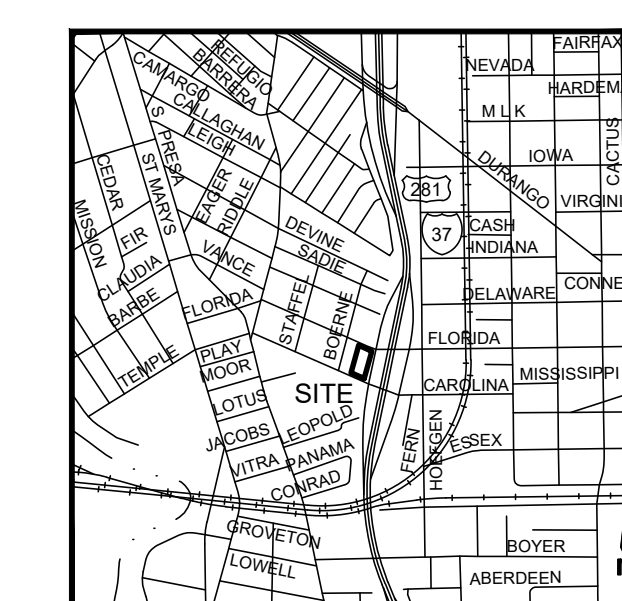 FAIRFAX
REFUGIO
BARRERA
CAMARGO
NEVADA
HARDEM
CALLAGHAN
M L K
LEIGH
S PRESA
CACTUS
IOWA
DURANGO
ST MARYS
CEDAR
281
EAGER
RIDDLE
VIRGINI
MISSION
37
CASH
INDIANA
DEVINE
SADIE
FIR
VANCE
CLAUDIA
CONNE
DELAWARE
BARBE
FLORIDA
STAFFEL
BOERNE
FLORIDA
PLAY
MOOR
TEMPLE
MISSISSIPPI
CAROLINA
SITE
LOTUS
LEOPOLD
JACOBS
FERN
HOEFGEN
ESSEX
PANAMA
VITRA
CONRAD
GROVETON
BOYER
LOWELL
ABERDEEN